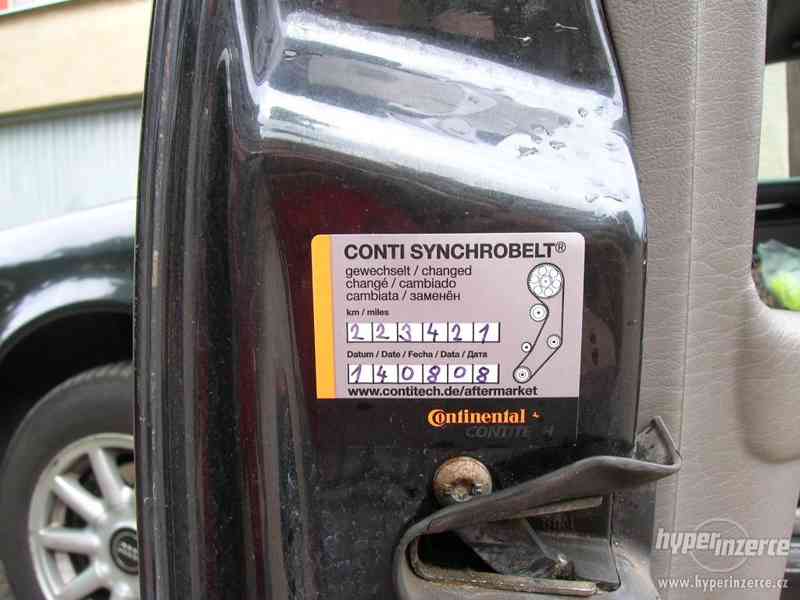 CONTI SYNCHROBELT®
gewechselt / changed
changé / cambiado
cambiata / заменён
km / miles
223421
Datum / Date / Fecha / Data / Дата
140808
www.contitech.de/aftermarket
Continental
CONTITECH
hyperinzerce
www.hyperinzerce.cz